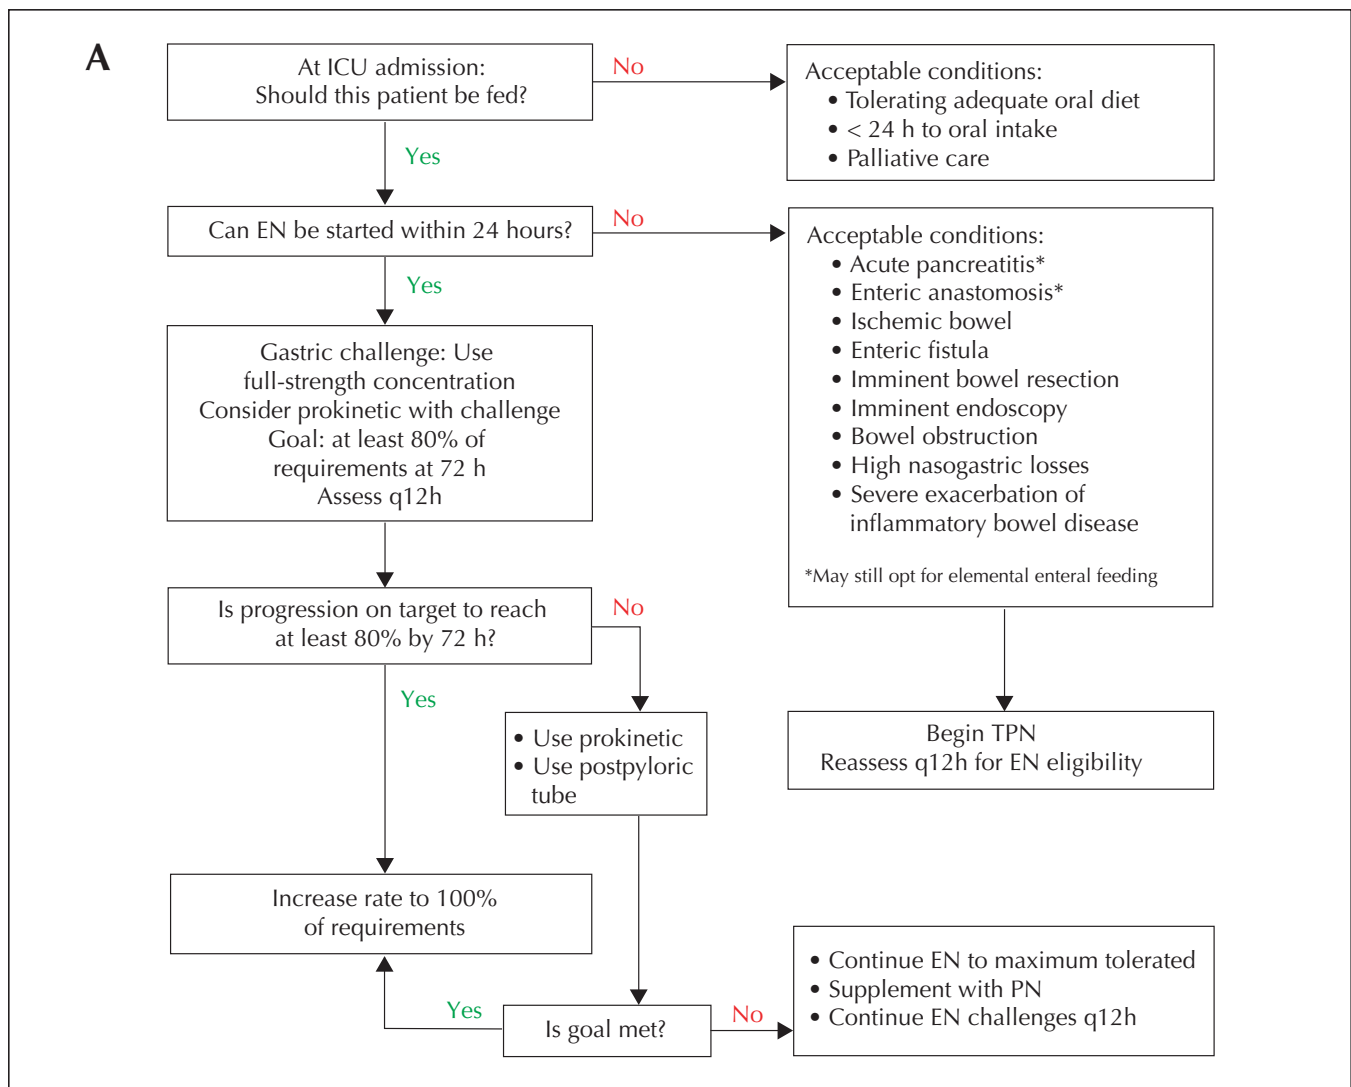 A
At ICU admission:
Should this patient be fed?
No
Acceptable conditions:
• Tolerating adequate oral diet
• < 24 h to oral intake
• Palliative care
Yes
Can EN be started within 24 hours?
No
Acceptable conditions:
• Acute pancreatitis*
• Enteric anastomosis*
• Ischemic bowel
• Enteric fistula
• Imminent bowel resection
• Imminent endoscopy
• Bowel obstruction
• High nasogastric losses
• Severe exacerbation of
inflammatory bowel disease
*May still opt for elemental enteral feeding
Yes
Gastric challenge: Use
full-strength concentration
Consider prokinetic with challenge
Goal: at least 80% of
requirements at 72 h
Assess q12h
Is progression on target to reach
at least 80% by 72 h?
No
Yes
• Use prokinetic
• Use postpyloric
tube
Begin TPN
Reassess q12h for EN eligibility
Increase rate to 100%
of requirements
Yes
Is goal met?
No
• Continue EN to maximum tolerated
• Supplement with PN
• Continue EN challenges q12h